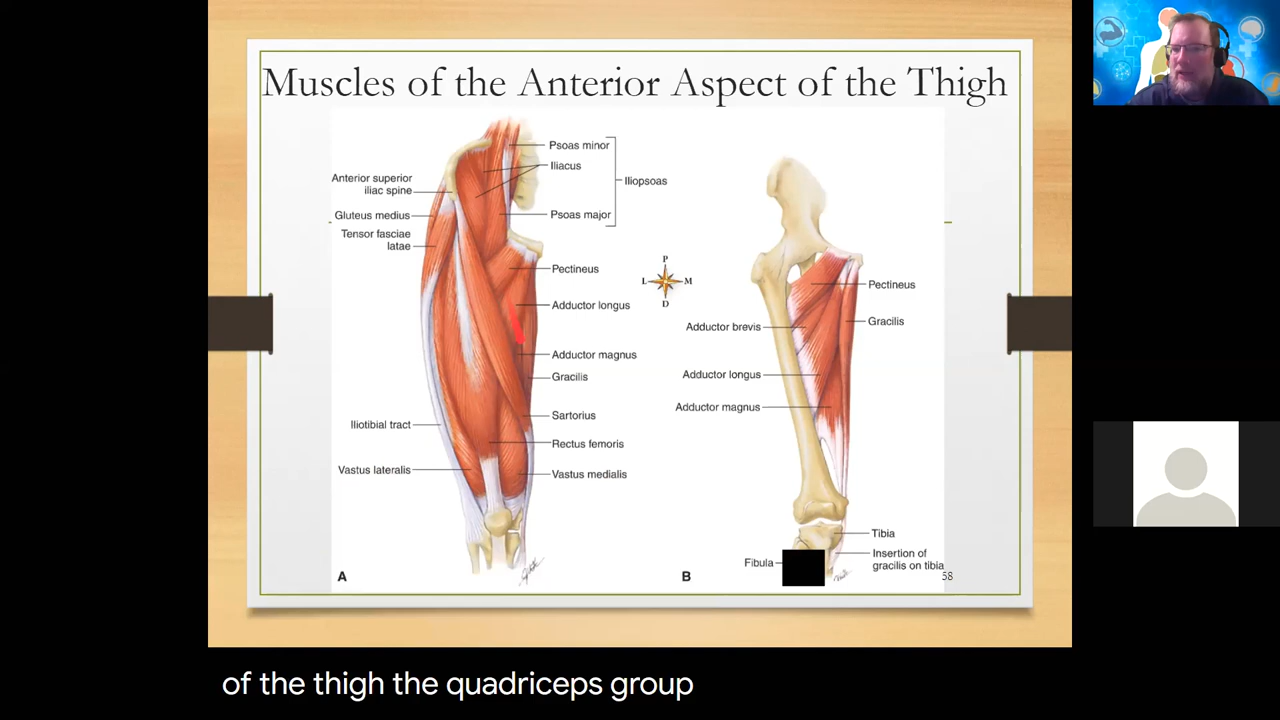 Muscles of the Anterior Aspect of the Thigh
Psoas minor
Iliacus
Iliopsoas
Psoas major
Anterior superior
iliac spine
Gluteus medius
Tensor fasciae
latae
Pectineus
Adductor longus
Adductor magnus
Gracilis
Sartorius
Iliotibial tract
Rectus femoris
Vastus lateralis
Vastus medialis
A
P
L
M
D
Pectineus
Gracilis
Adductor brevis
Adductor longus
Adductor magnus
Tibia
Fibula
Insertion of
gracilis on tibia
B
58
of the thigh the quadriceps group